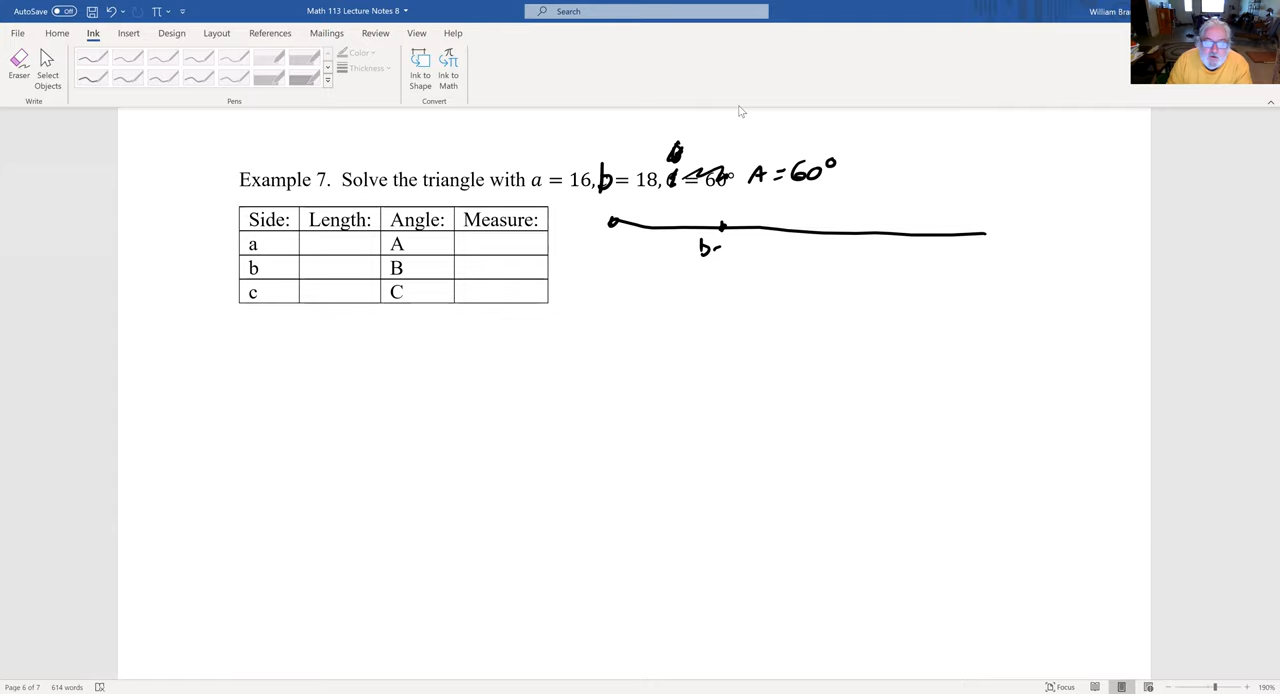 AutoSave Off Math 113 Lecture Notes 8 Search William Bra
File Home Ink Insert Design Layout References Mailings Review View Help
Eraser Select Objects Color Thickness Ink to Shape Ink to Math
Write Pens Convert
Example 7. Solve the triangle with a = 16, b = 18, = 60° A = 60°
Side: Length: Angle: Measure:
a A
b B
c C
b-
Page 6 of 7 614 words Focus 190%